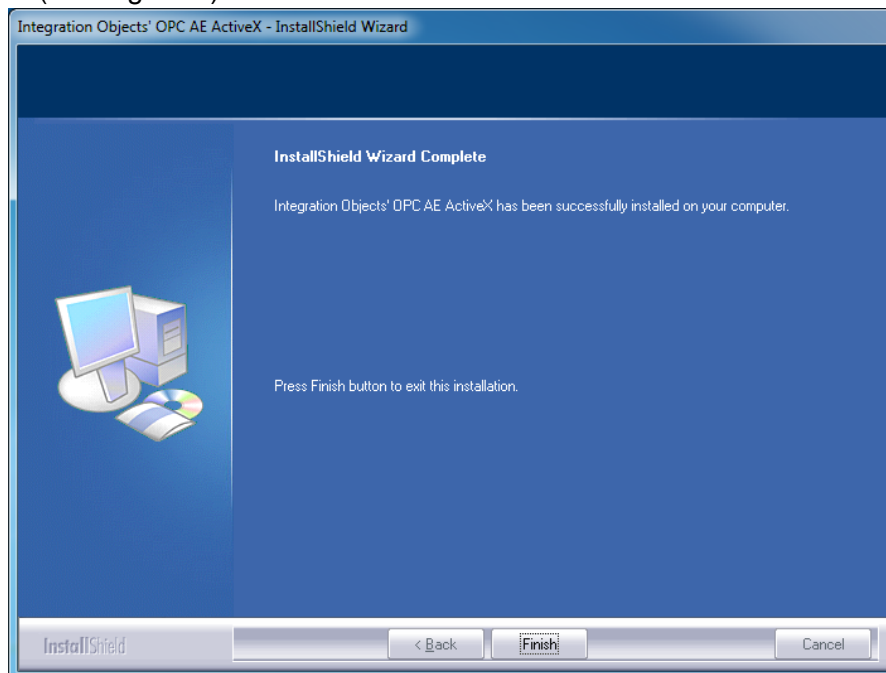 Integration Objects' OPC AE ActiveX - InstallShield Wizard
InstallShield Wizard Complete
Integration Objects' OPC AE ActiveX has been successfully installed on your computer.
Press Finish button to exit this installation.
InstallShield
< Back
Finish
Cancel